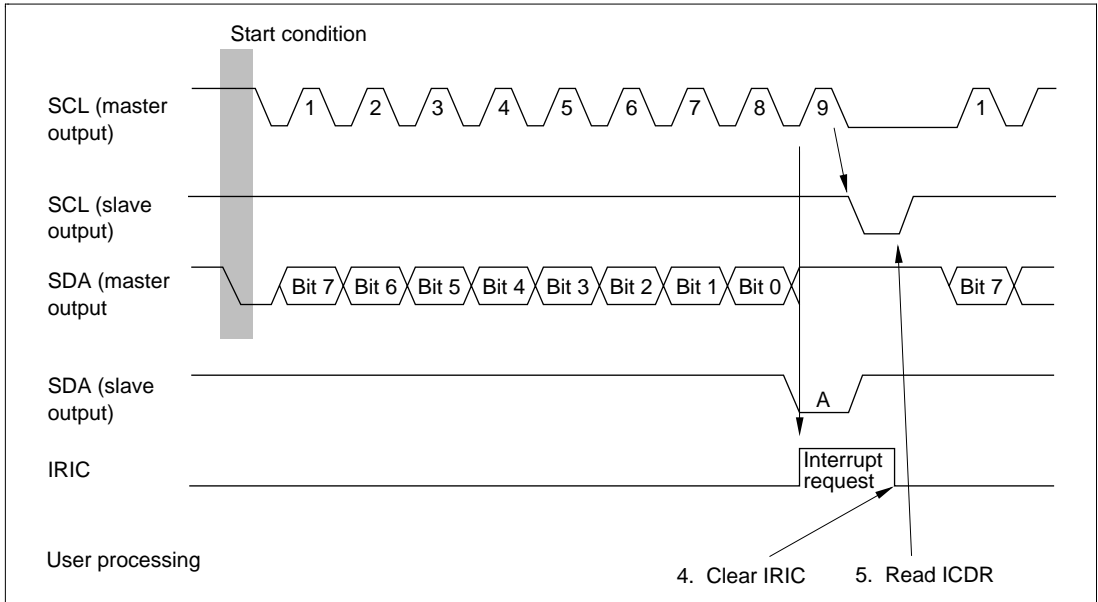 Start condition
SCL (master
output)
1 2 3 4 5 6 7 8 9 1
SCL (slave
output)
SDA (master
output
Bit 7 Bit 6 Bit 5 Bit 4 Bit 3 Bit 2 Bit 1 Bit 0 Bit 7
SDA (slave
output)
A
IRIC
Interrupt
request
User processing
4. Clear IRIC 5. Read ICDR